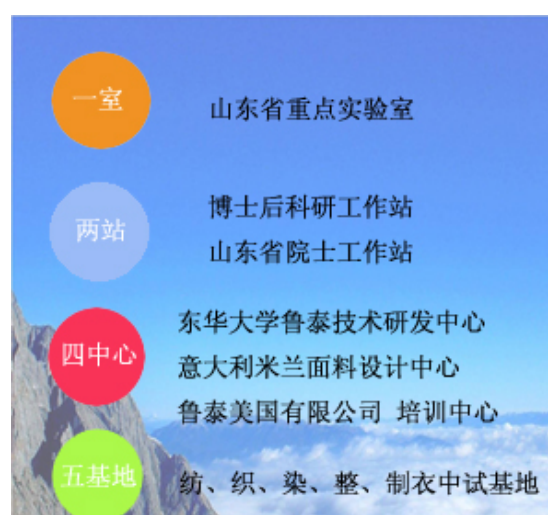 一室
山东省重点实验室
两站
博士后科研工作站
山东省院士工作站
四中心
东华大学鲁泰技术研发中心
意大利米兰面料设计中心
鲁泰美国有限公司 培训中心
五基地
纺、织、染、整、制衣中试基地